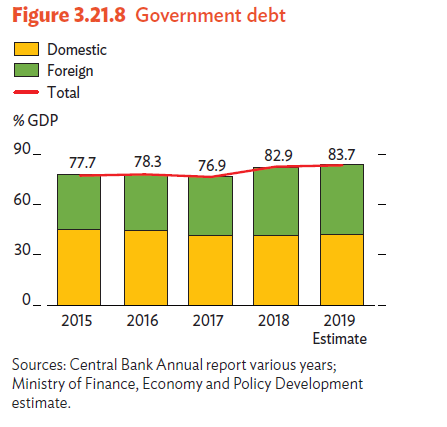 Figure 3.21.8 Government debt
Domestic
Foreign
Total
% GDP
90
77.7
78.3
76.9
82.9
83.7
60
30
0
2015
2016
2017
2018
2019
Estimate
Sources: Central Bank Annual report various years;
Ministry of Finance, Economy and Policy Development
estimate.